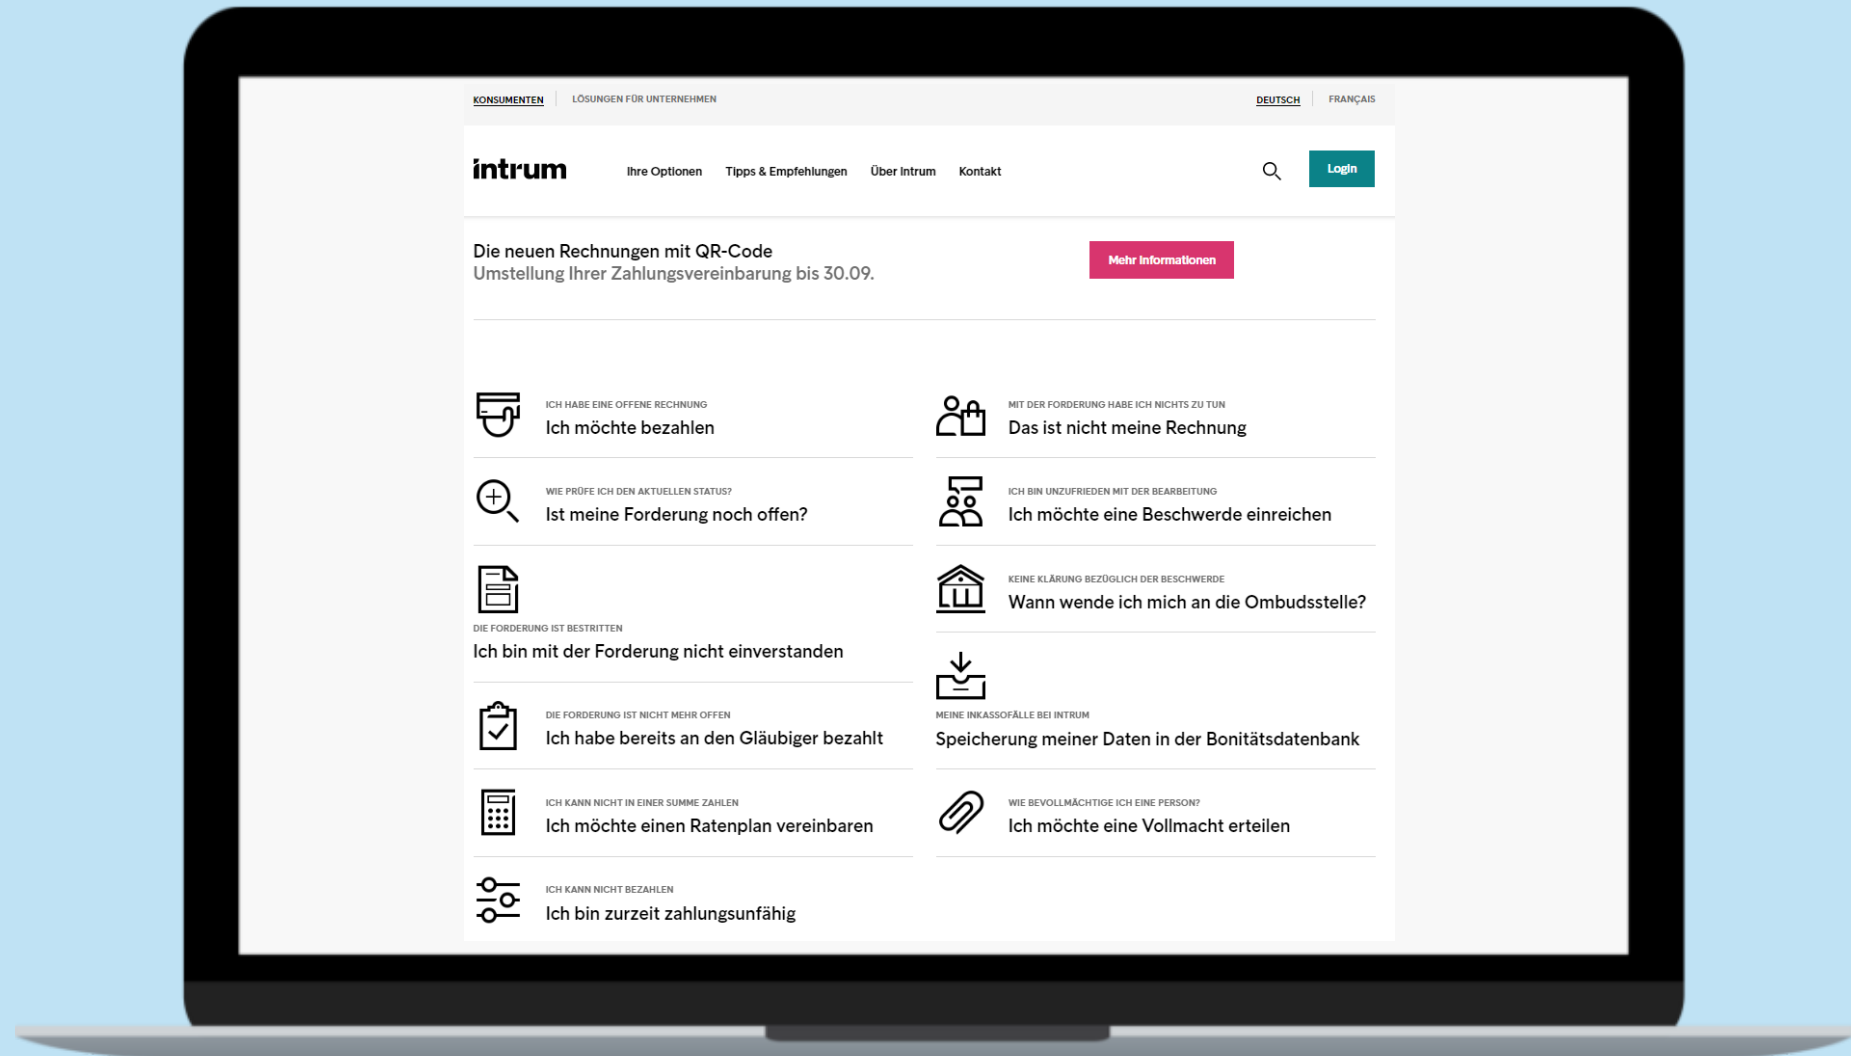 KONSUMENTEN
LÖSUNGEN FÜR UNTERNEHMEN
DEUTSCH
FRANÇAIS
intrum
Ihre Optionen
Tipps & Empfehlungen
Über Intrum
Kontakt
Login
Die neuen Rechnungen mit QR-Code
Umstellung Ihrer Zahlungsvereinbarung bis 30.09.
Mehr Informationen
ICH HABE EINE OFFENE RECHNUNG
Ich möchte bezahlen
WIE PRÜFE ICH DEN AKTUELLEN STATUS?
Ist meine Forderung noch offen?
DIE FORDERUNG IST BESTRITTEN
Ich bin mit der Forderung nicht einverstanden
DIE FORDERUNG IST NICHT MEHR OFFEN
Ich habe bereits an den Gläubiger bezahlt
ICH KANN NICHT IN EINER SUMME ZAHLEN
Ich möchte einen Ratenplan vereinbaren
ICH KANN NICHT BEZAHLEN
Ich bin zurzeit zahlungsunfähig
MIT DER FORDERUNG HABE ICH NICHTS ZU TUN
Das ist nicht meine Rechnung
ICH BIN UNZUFRIEDEN MIT DER BEARBEITUNG
Ich möchte eine Beschwerde einreichen
KEINE KLÄRUNG BEZÜGLICH DER BESCHWERDE
Wann wende ich mich an die Ombudsstelle?
MEINE INKASSOFÄLLE BEI INTRUM
Speicherung meiner Daten in der Bonitätsdatenbank
WIE BEVOLLMÄCHTIGE ICH EINE PERSON?
Ich möchte eine Vollmacht erteilen